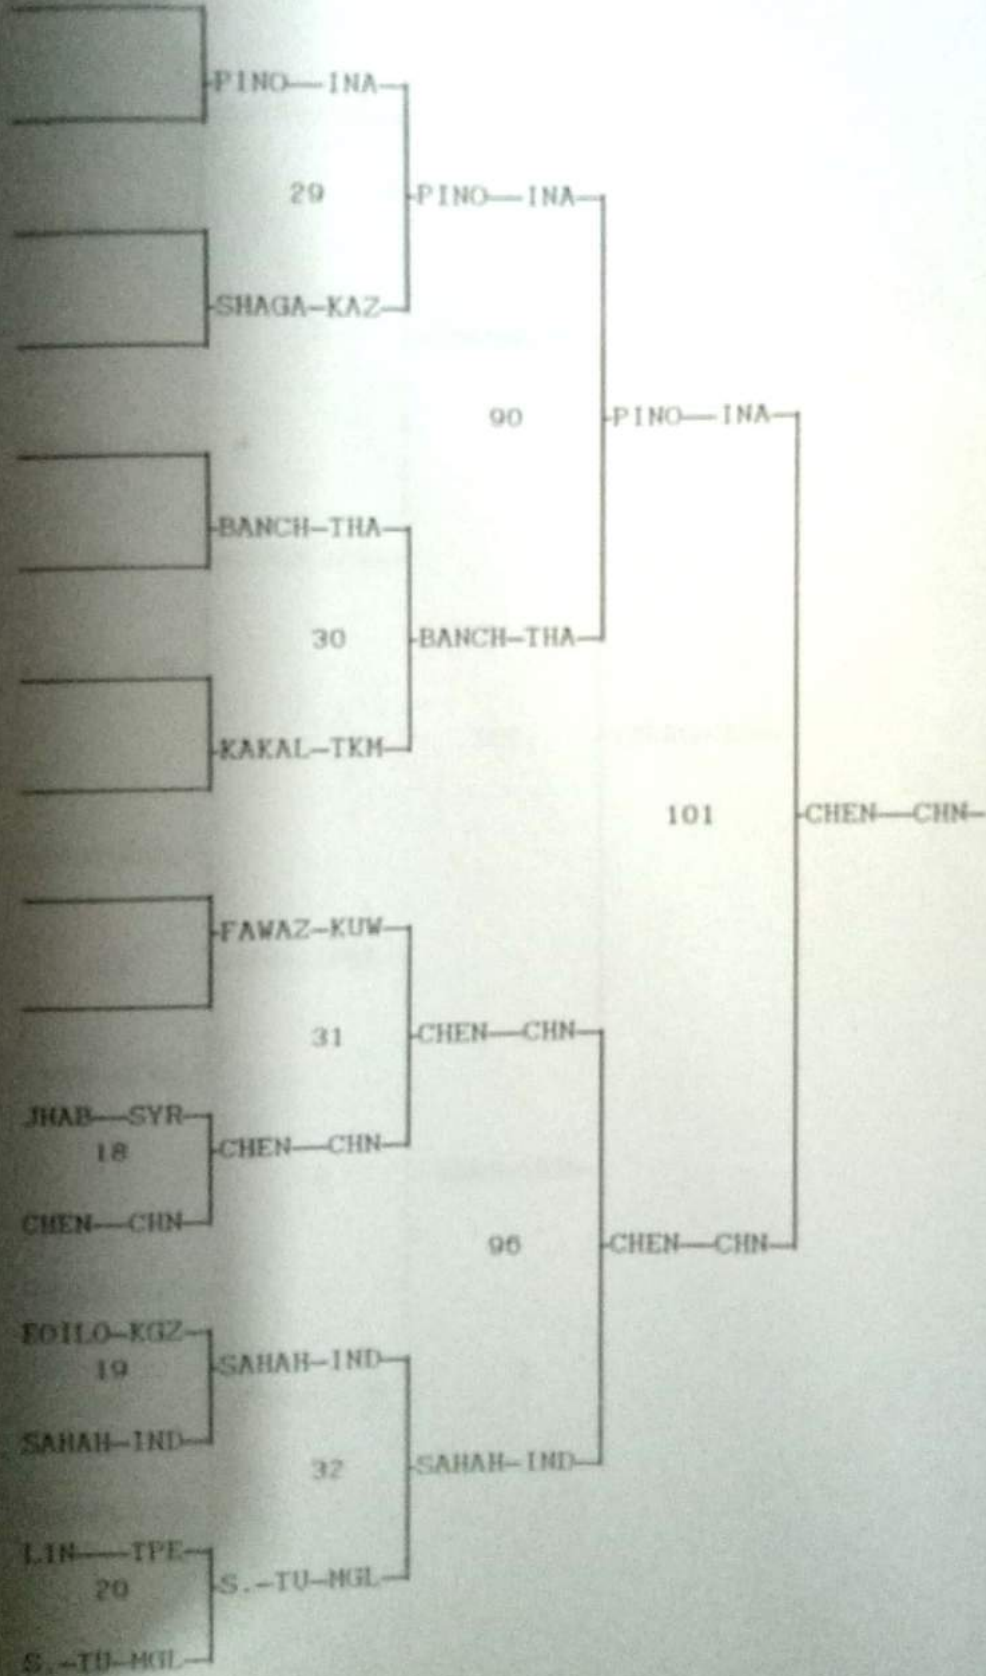 PINO—INA
29
PINO—INA
SHAGA-KAZ
90
PINO—INA
BANCH-THA
30
BANCH-THA
KAKAL-TKM
101
CHEN—CHN
FAWAZ-KUW
31
CHEN—CHN
JHAB—SYR
18
CHEN—CHN
CHEN—CHN
96
CHEN—CHN
EOILO-KGZ
19
SAHAH-IND
SAHAH-IND
32
SAHAH-IND
LIN—TPE
20
S.-TU-MGL
S.-TU-MGL